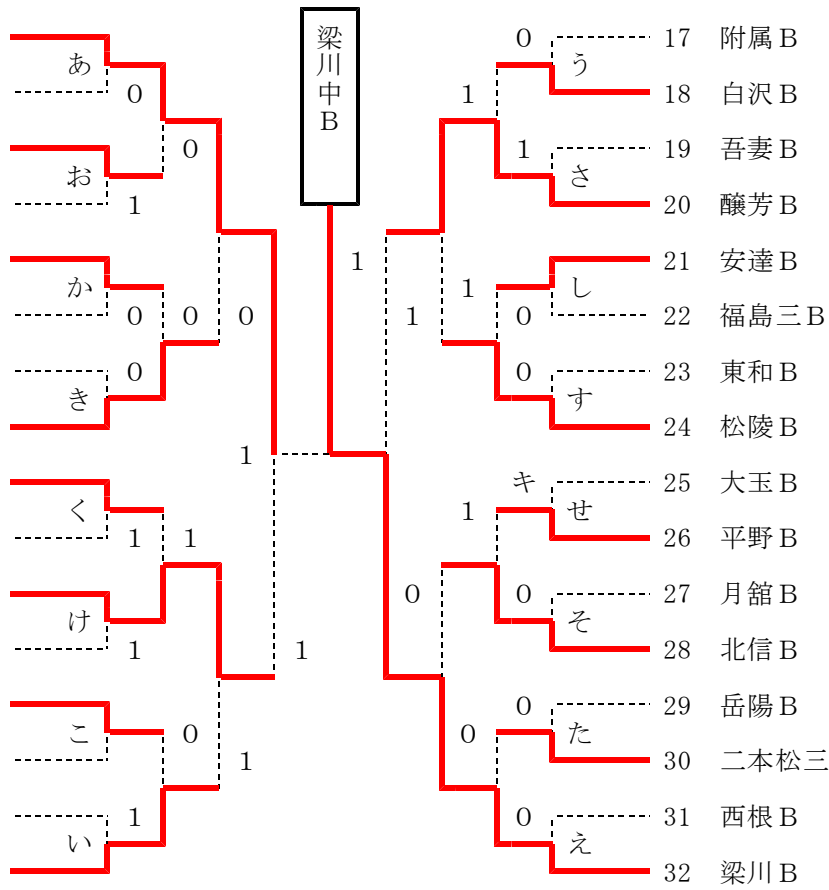 梁川中Ｂ
あ
０
０
お
１
か
０
０
０
０
き
１
く
１
１
け
１
１
こ
０
１
１
い
０
17 附属Ｂ
う
１
18 白沢Ｂ
１
19 吾妻Ｂ
さ
20 醸芳Ｂ
１
21 安達Ｂ
１
し
１
０
22 福島三Ｂ
０
23 東和Ｂ
す
24 松陵Ｂ
キ
25 大玉Ｂ
１
せ
26 平野Ｂ
０
０
27 月舘Ｂ
そ
28 北信Ｂ
０
29 岳陽Ｂ
０
た
30 二本松三
０
31 西根Ｂ
え
32 梁川Ｂ